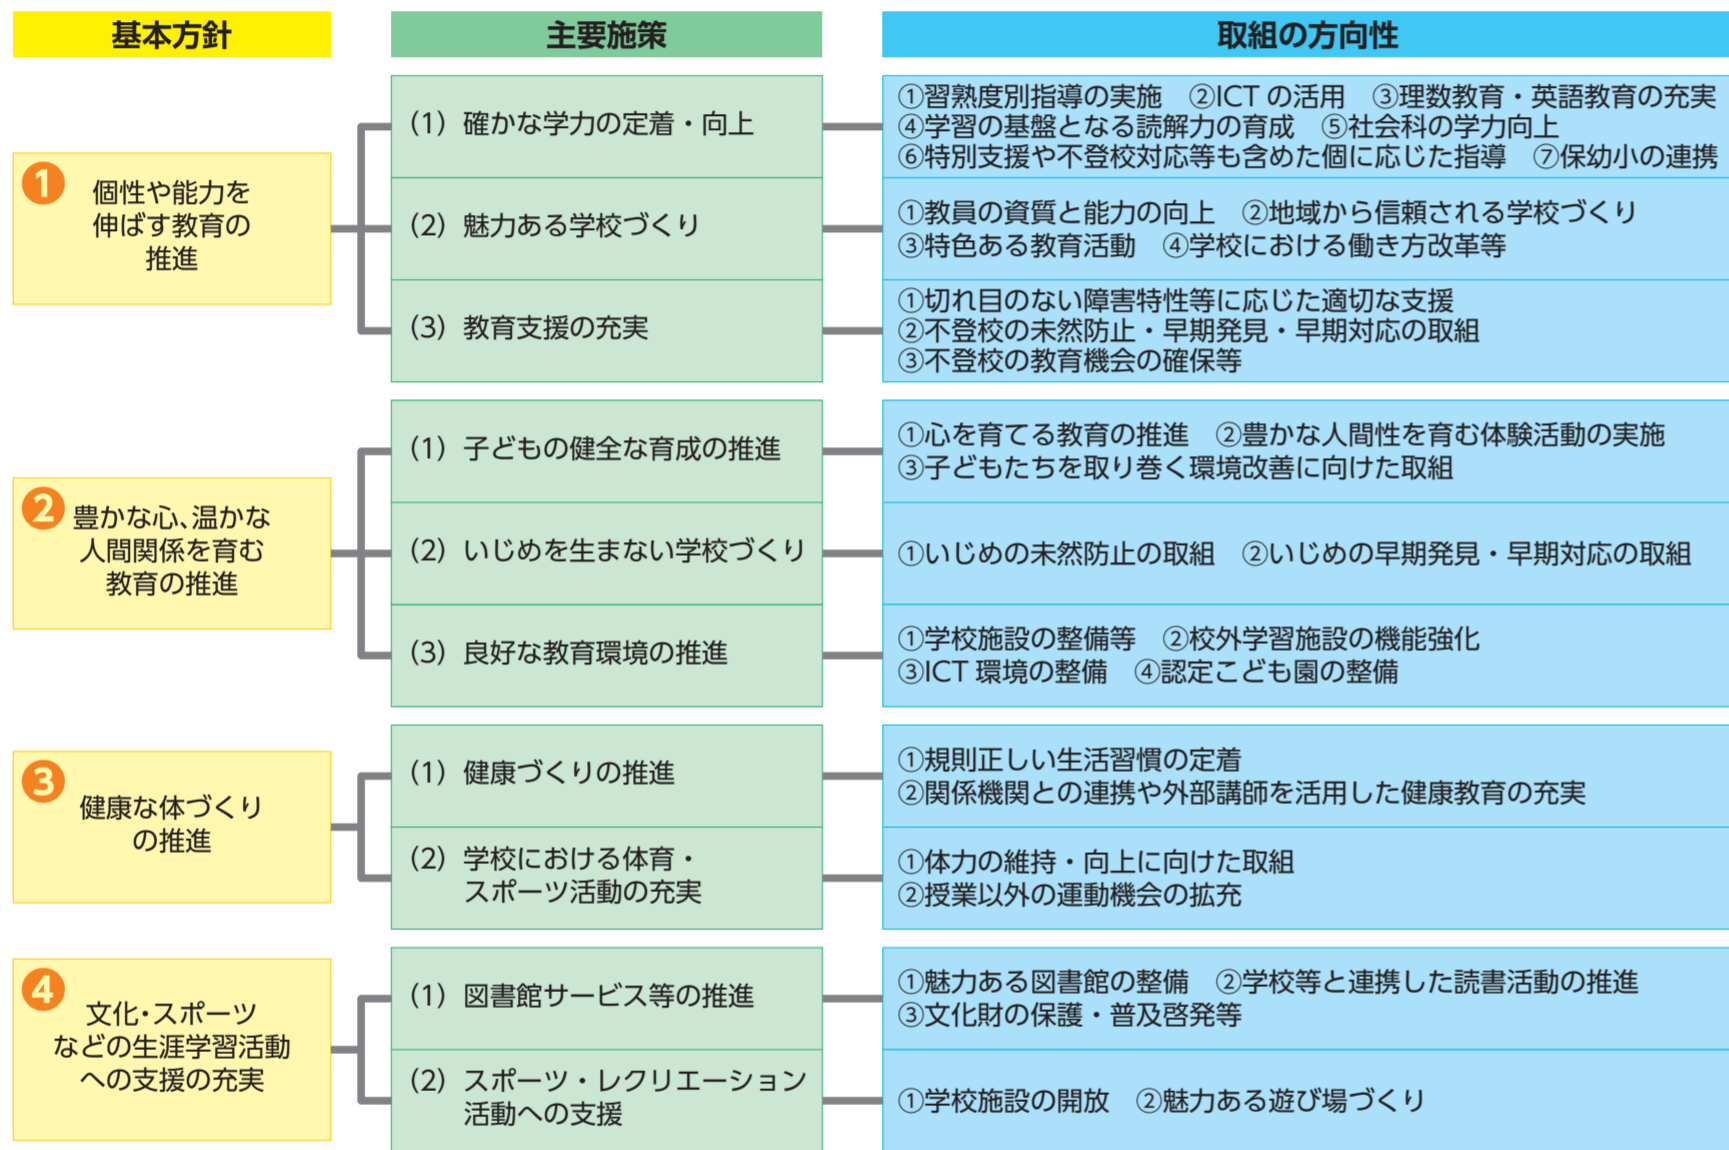 基本方針
主要施策
取組の方向性
❶
個性や能力を
伸ばす教育の
推進
(1) 確かな学力の定着・向上
①習熟度別指導の実施　②ICT の活用　③理数教育・英語教育の充実
④学習の基盤となる読解力の育成　⑤社会科の学力向上
⑥特別支援や不登校対応等も含めた個に応じた指導　⑦保幼小の連携
(2) 魅力ある学校づくり
①教員の資質と能力の向上　②地域から信頼される学校づくり
③特色ある教育活動　④学校における働き方改革等
(3) 教育支援の充実
①切れ目のない障害特性等に応じた適切な支援
②不登校の未然防止・早期発見・早期対応の取組
③不登校の教育機会の確保等
❷
豊かな心、温かな
人間関係を育む
教育の推進
(1) 子どもの健全な育成の推進
①心を育てる教育の推進　②豊かな人間性を育む体験活動の実施
③子どもたちを取り巻く環境改善に向けた取組
(2) いじめを生まない学校づくり
①いじめの未然防止の取組　②いじめの早期発見・早期対応の取組
(3) 良好な教育環境の推進
①学校施設の整備等　②校外学習施設の機能強化
③ICT 環境の整備　④認定こども園の整備
❸
健康な体づくり
の推進
(1) 健康づくりの推進
①規則正しい生活習慣の定着
②関係機関との連携や外部講師を活用した健康教育の充実
(2) 学校における体育・
スポーツ活動の充実
①体力の維持・向上に向けた取組
②授業以外の運動機会の拡充
❹
文化・スポーツ
などの生涯学習活動
への支援の充実
(1) 図書館サービス等の推進
①魅力ある図書館の整備　②学校等と連携した読書活動の推進
③文化財の保護・普及啓発等
(2) スポーツ・レクリエーション
活動への支援
①学校施設の開放　②魅力ある遊び場づくり